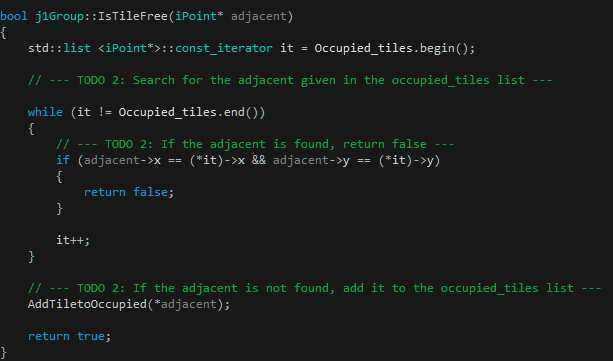 bool j1Group::IsTileFree(iPoint* adjacent)
{
    std::list <iPoint*>::const_iterator it = Occupied_tiles.begin();
    // --- TODO 2: Search for the adjacent given in the occupied_tiles list ---
    while (it != Occupied_tiles.end())
    {
        // --- TODO 2: If the adjacent is found, return false ---
        if (adjacent->x == (*it)->x && adjacent->y == (*it)->y)
        {
            return false;
        }
        it++;
    }
    // --- TODO 2: If the adjacent is not found, add it to the occupied_tiles list ---
    AddTiletoOccupied(*adjacent);
    return true;
}